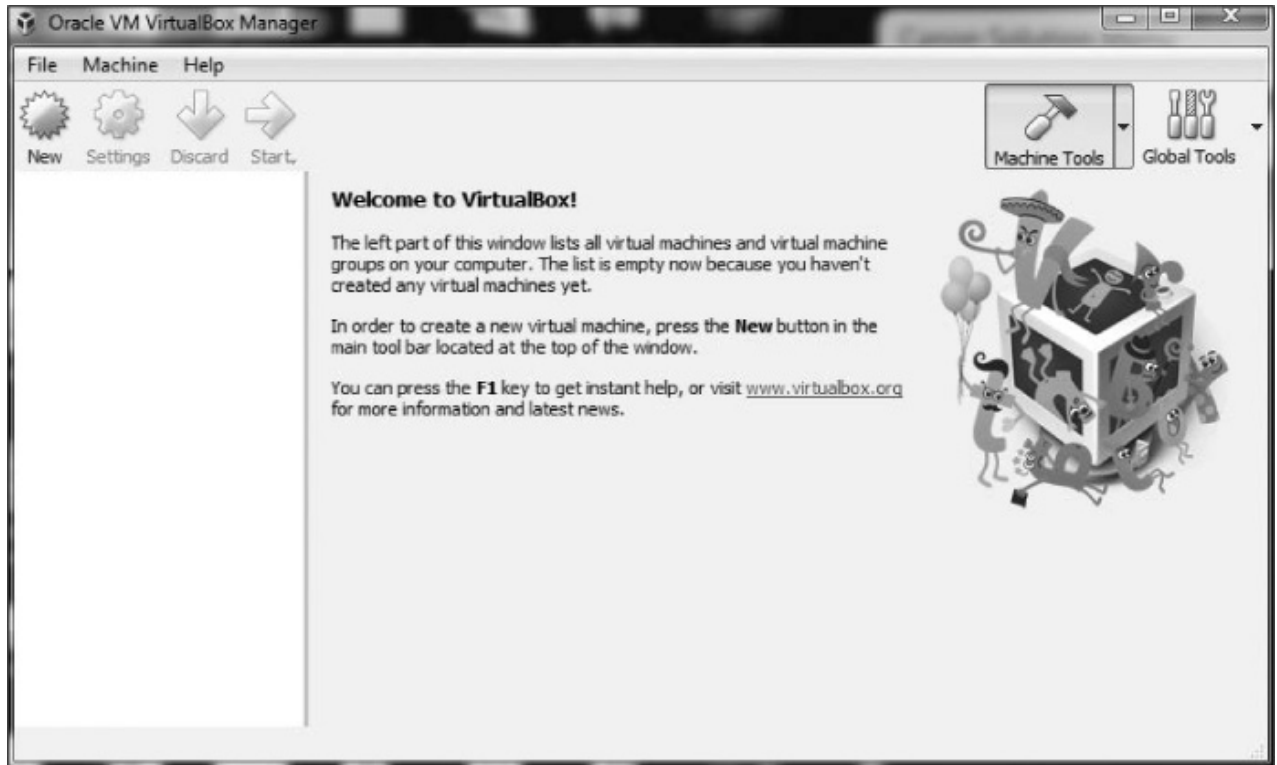 Oracle VM VirtualBox Manager
File Machine Help
New Settings Discard Start
Machine Tools Global Tools
Welcome to VirtualBox!
The left part of this window lists all virtual machines and virtual machine
groups on your computer. The list is empty now because you haven't
created any virtual machines yet.
In order to create a new virtual machine, press the New button in the
main tool bar located at the top of the window.
You can press the F1 key to get instant help, or visit www.virtualbox.org
for more information and latest news.